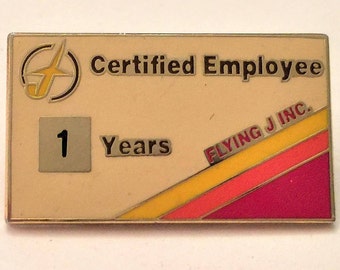 Certified Employee
1 Years
FLYING J INC.